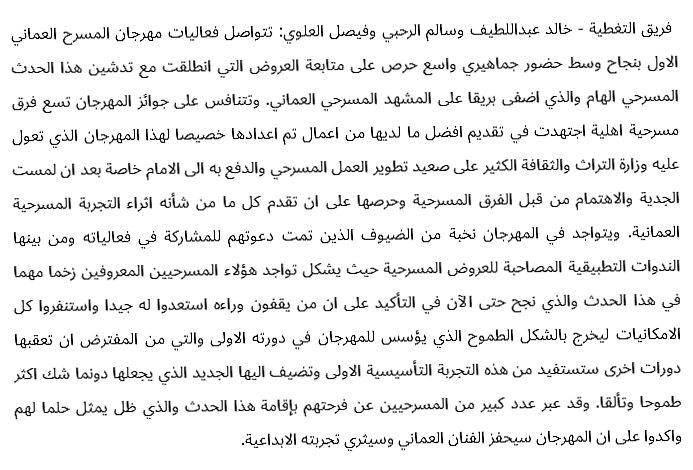 فريق التغطية - خالد عبداللطيف وسالم الرحبي وفيصل العلوي: تتواصل فعاليات مهرجان المسرح العماني
الاول بنجاح وسط حضور جماهيري واسع حرص على متابعة العروض التي انطلقت مع تدشين هذا الحدث
المسرحي الهام والذي اضفى بريقا على المشهد المسرحي العماني. وتتنافس على جوائز المهرجان تسع فرق
مسرحية اهلية اجتهدت في تقديم افضل ما لديها من اعمال تم اعدادها خصيصا لهذا المهرجان الذي تعول
عليه وزارة التراث والثقافة الكثير على صعيد تطوير العمل المسرحي والدفع به الى الامام خاصة بعد ان لمست
الجدية والاهتمام من قبل الفرق المسرحية وحرصها على ان تقدم كل ما من شأنه اثراء التجربة المسرحية
العمانية. ويتواجد في المهرجان نخبة من الضيوف الذين تمت دعوتهم للمشاركة في فعالياته ومن بينها
الندوات التطبيقية المصاحبة للعروض المسرحية حيث يشكل تواجد هؤلاء المسرحيين المعروفين زخما مهما
في هذا الحدث والذي نجح حتى الآن في التأكيد على ان من يقفون وراءه استعدوا له جيدا واستنفروا كل
الامكانيات ليخرج بالشكل الطموح الذي يؤسس للمهرجان في دورته الاولى والتي من المفترض ان تعقبها
دورات اخرى ستستفيد من هذه التجربة التأسيسية الاولى وتضيف اليها الجديد الذي يجعلها دونما شك اكثر
طموحا وتألقا. وقد عبر عدد كبير من المسرحيين عن فرحتهم بإقامة هذا الحدث والذي ظل يمثل حلما لهم
واكدوا على ان المهرجان سيحفز الفنان العماني وسيثري تجربته الابداعية.